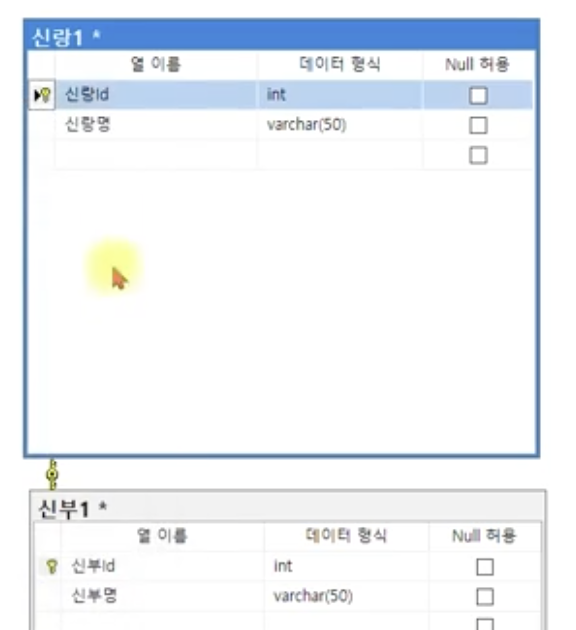 신랑1 *
열 이름 데이터 형식 Null 허용
신랑Id int
신랑명 varchar(50)
신부1 *
열 이름 데이터 형식 Null 허용
신부Id int
신부명 varchar(50)